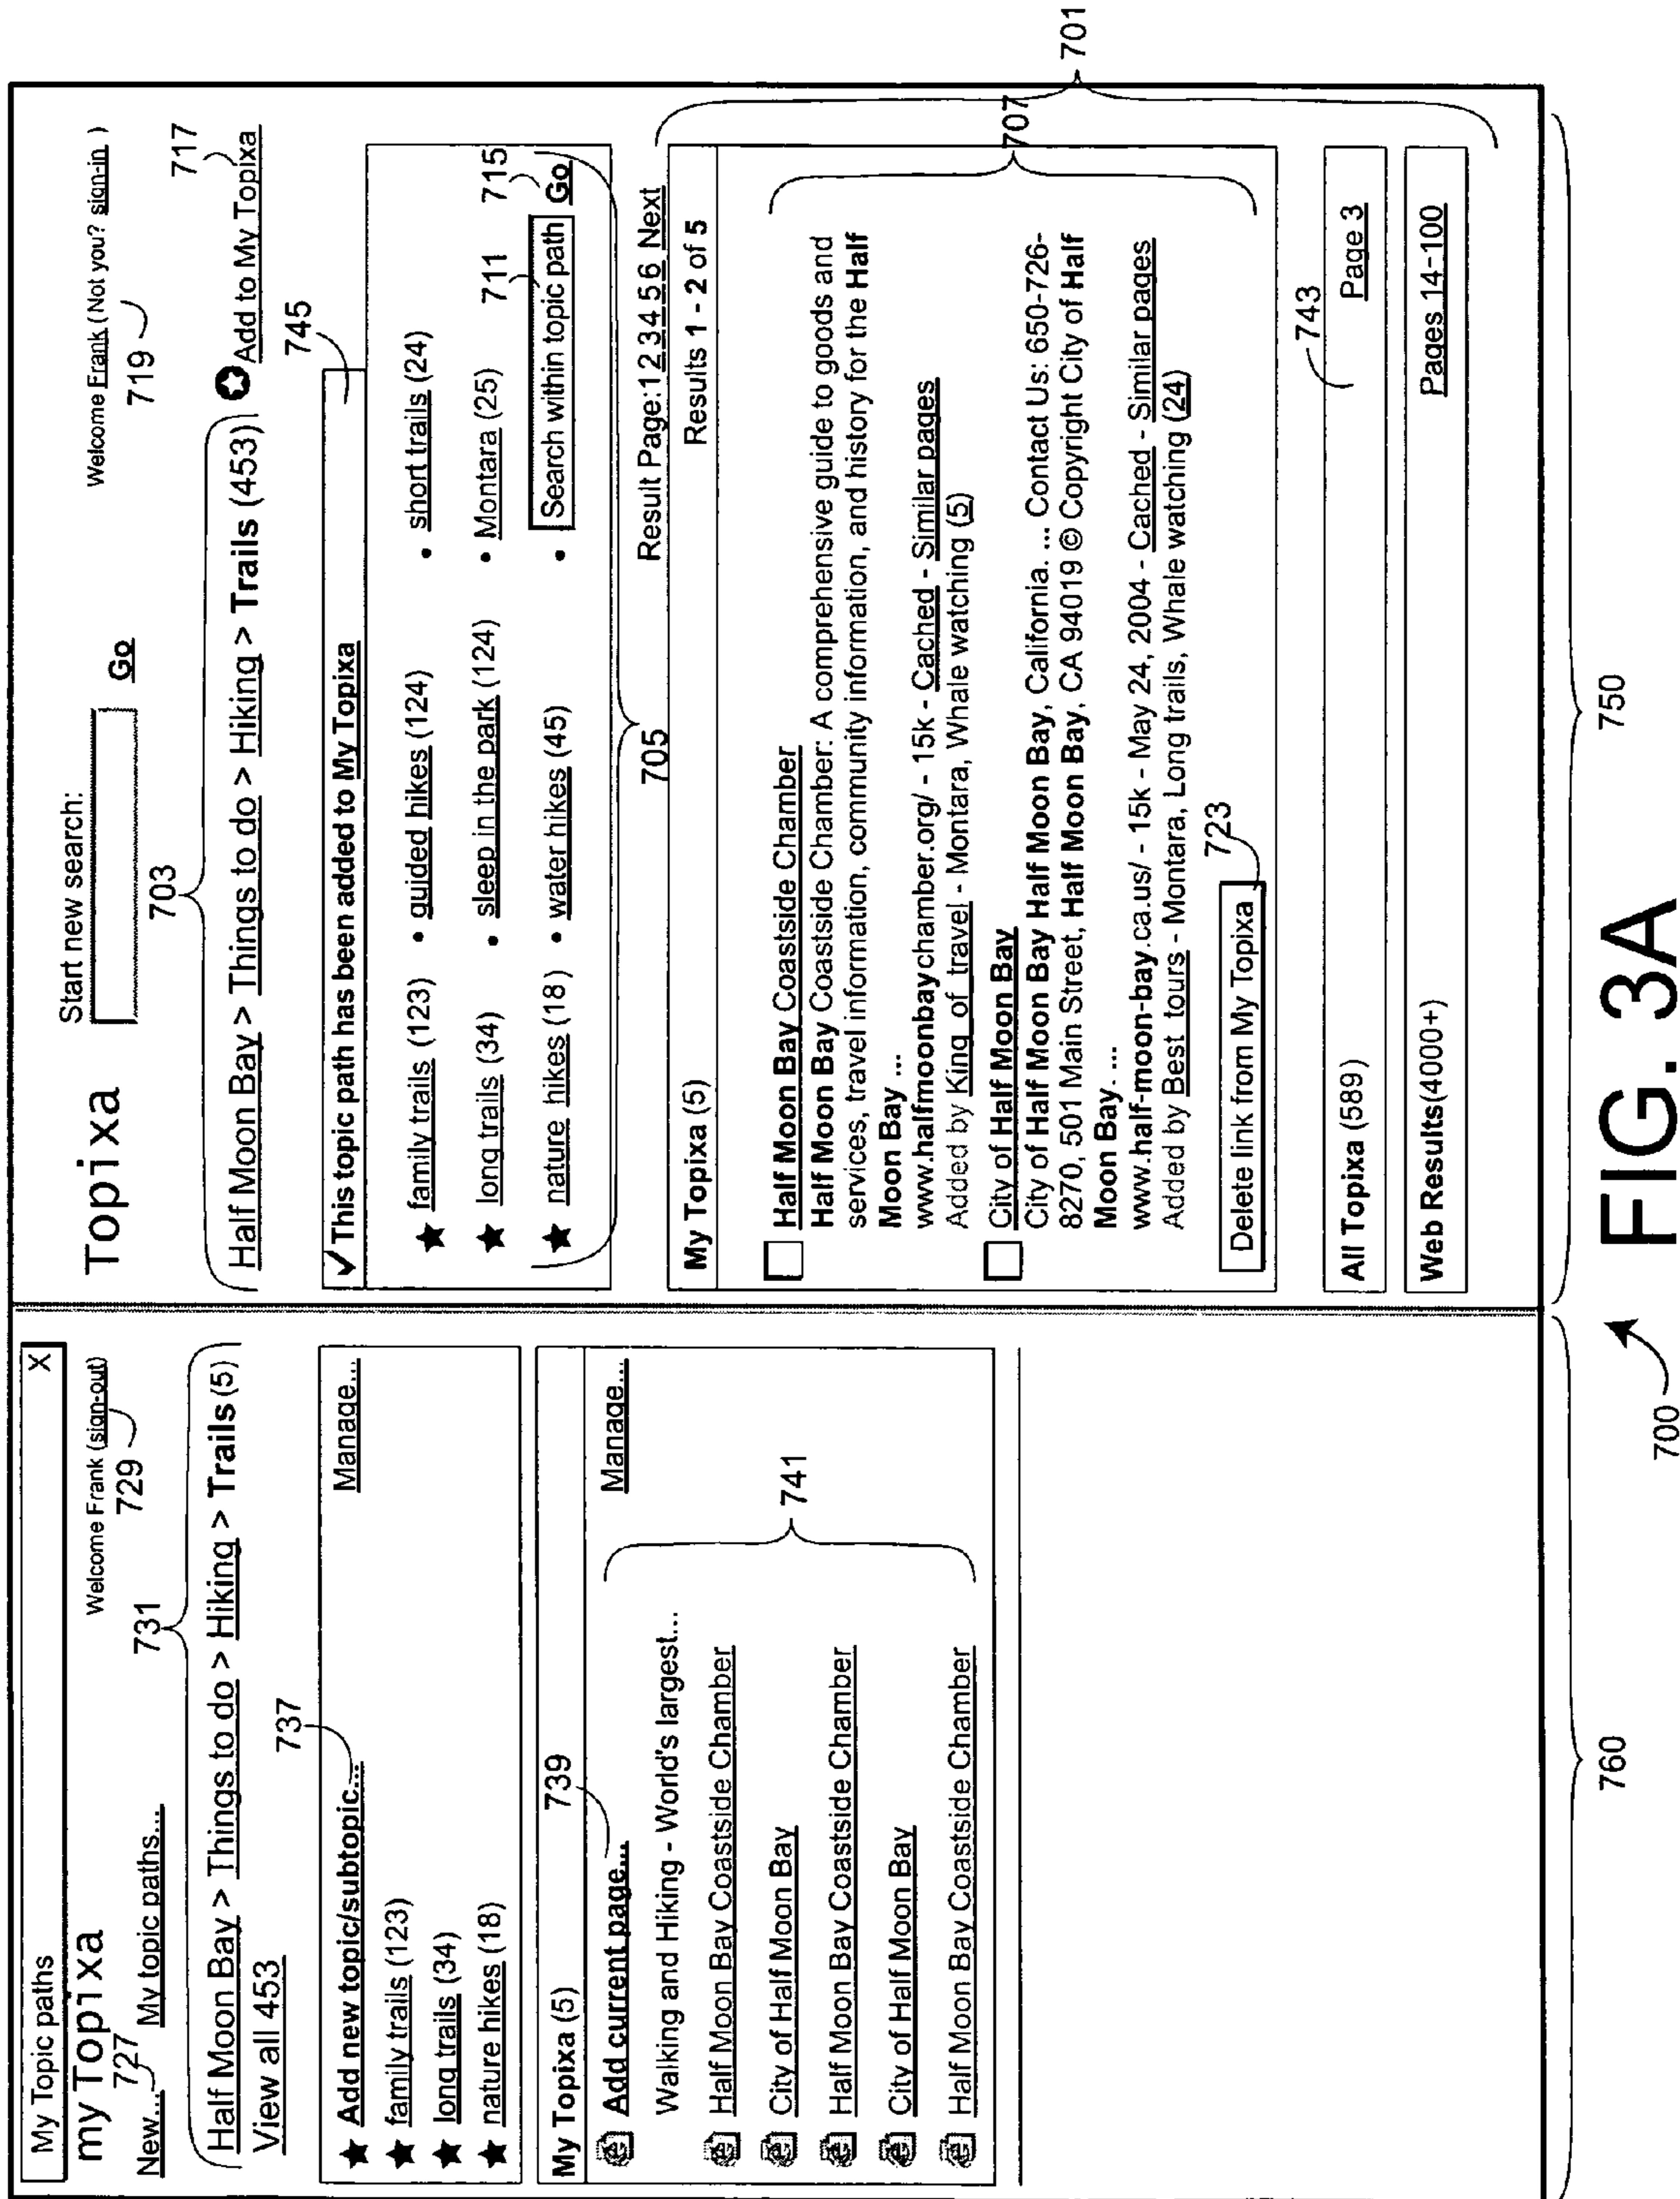 My Topic paths X
my Topixa
Welcome Frank (sign-out)
727
729
New... My topic paths...
731
Half Moon Bay > Things to do > Hiking > Trails (5)
View all 453
737
Add new topic/subtopic... Manage...
family trails (123)
long trails (34)
nature hikes (18)
My Topixa (5)
739
Add current page... Manage...
Walking and Hiking - World's largest...
Half Moon Bay Coastside Chamber
City of Half Moon Bay
741
Half Moon Bay Coastside Chamber
City of Half Moon Bay
Half Moon Bay Coastside Chamber
760
Topixa
Start new search:
Go
Welcome Frank (Not you? sign-in )
719
717
703
Half Moon Bay > Things to do > Hiking > Trails (453) Add to My Topixa
745
✓This topic path has been added to My Topixa
family trails (123) • guided hikes (124) • short trails (24)
long trails (34) • sleep in the park (124) • Montara (25)
711 715
nature hikes (18) • water hikes (45) • Search within topic path Go
705
Result Page:1 2 3 4 5 6 Next
My Topixa (5) Results 1 - 2 of 5
Half Moon Bay Coastside Chamber
Half Moon Bay Coastside Chamber: A comprehensive guide to goods and
services, travel information, community information, and history for the Half
Moon Bay ...
www.halfmoonbaychamber.org/ - 15k - Cached - Similar pages
Added by King_of_travel - Montara, Whale watching (5)
707
701
City of Half Moon Bay
City of Half Moon Bay Half Moon Bay, California. ... Contact Us: 650-726-
8270, 501 Main Street, Half Moon Bay, CA 94019 © Copyright City of Half
Moon Bay. ...
www.half-moon-bay.ca.us/ - 15k - May 24, 2004 - Cached - Similar pages
Added by Best tours - Montara, Long trails, Whale watching (24)
723
Delete link from My Topixa
743
All Topixa (589) Page 3
Web Results(4000+) Pages 14-100
750
700
FIG. 3A